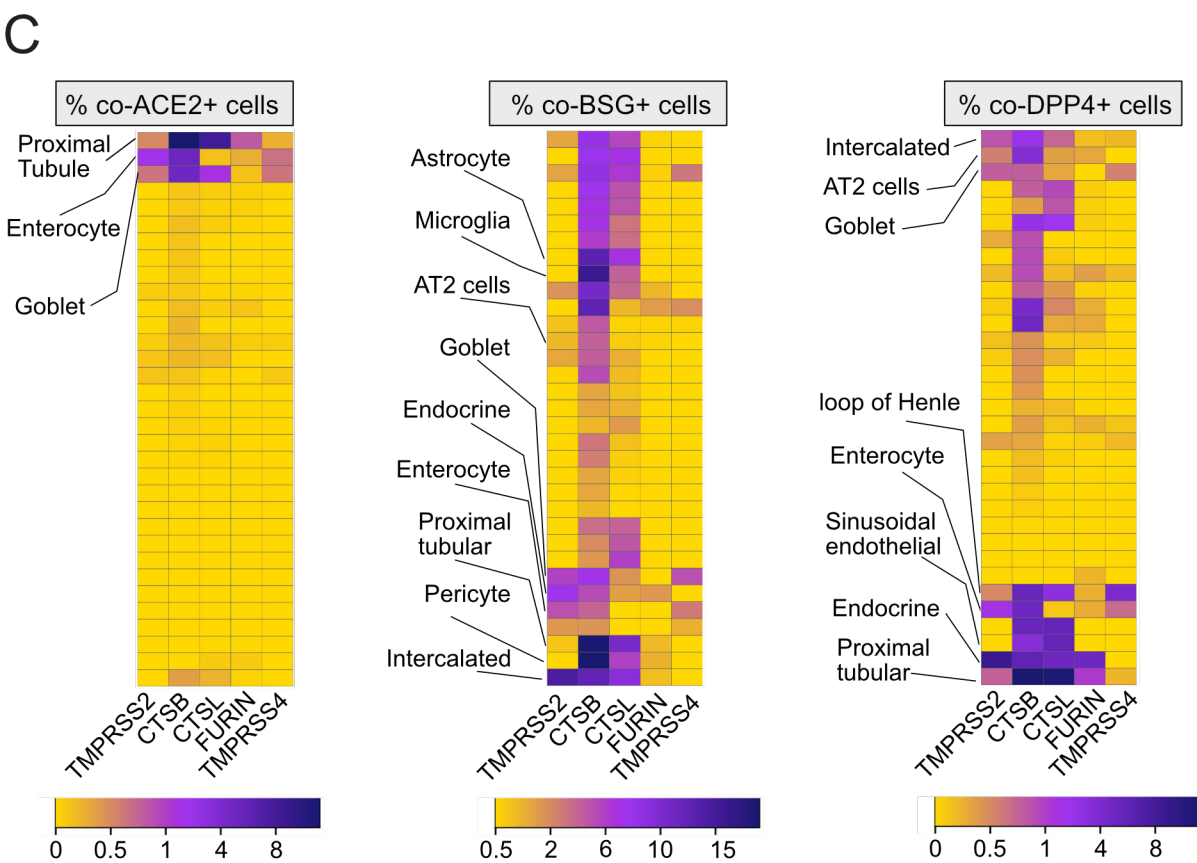 C
% co-ACE2+ cells
Proximal
Tubule
Enterocyte
Goblet
TMPRSS2
CTSB
CTSL
FURIN
TMPRSS4
0 0.5 1 4 8
% co-BSG+ cells
Astrocyte
Microglia
AT2 cells
Goblet
Endocrine
Enterocyte
Proximal
tubular
Pericyte
Intercalated
TMPRSS2
CTSB
CTSL
FURIN
TMPRSS4
0.5 2 6 10 15
% co-DPP4+ cells
Intercalated
AT2 cells
Goblet
loop of Henle
Enterocyte
Sinusoidal
endothelial
Endocrine
Proximal
tubular
TMPRSS2
CTSB
CTSL
FURIN
TMPRSS4
0 0.5 1 4 8